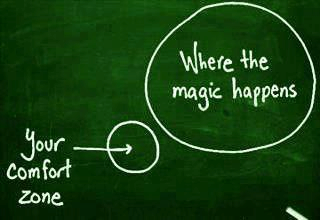 Where the
magic happens
Your
comfort
zone